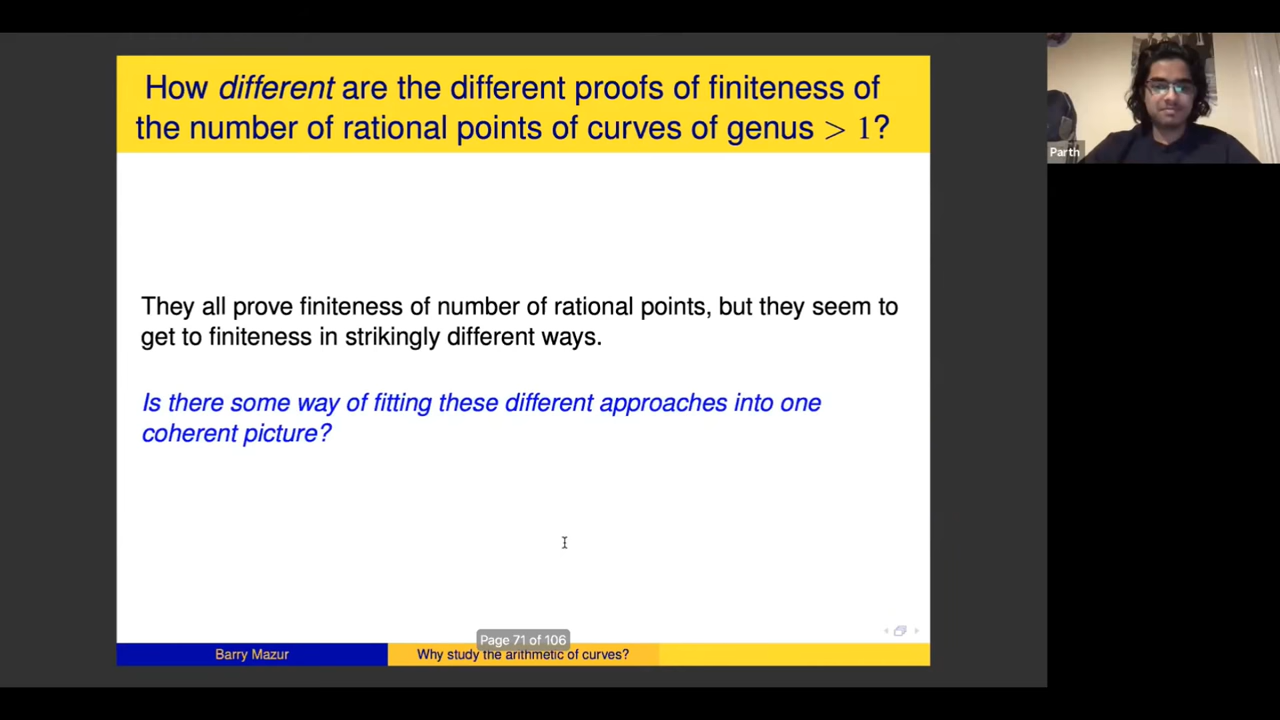 How different are the different proofs of finiteness of
the number of rational points of curves of genus > 1?
Parth
They all prove finiteness of number of rational points, but they seem to
get to finiteness in strikingly different ways.
Is there some way of fitting these different approaches into one
coherent picture?
Page 71 of 106
Barry Mazur
Why study the arithmetic of curves?